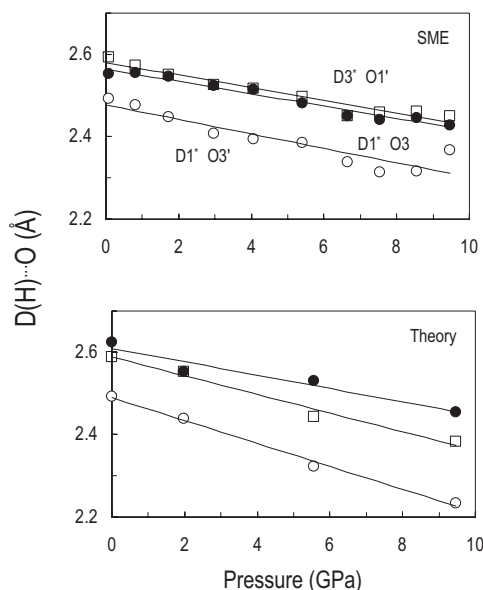 2.6
2.4
2.2
SME
D3* O1'
D1* O3
D1* O3'
0 2 4 6 8 10
D(H)···O (Å)
2.6
2.4
2.2
Theory
0 2 4 6 8 10
Pressure (GPa)